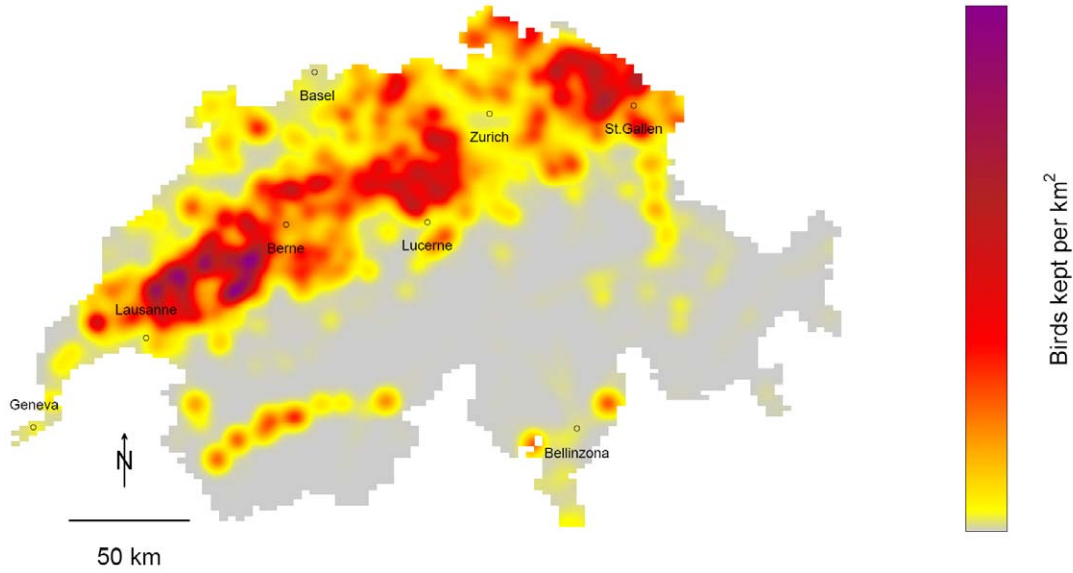 Basel
Zurich
St.Gallen
Berne
Lucerne
Lausanne
Geneva
Bellinzona
N
50 km
Birds kept per km²